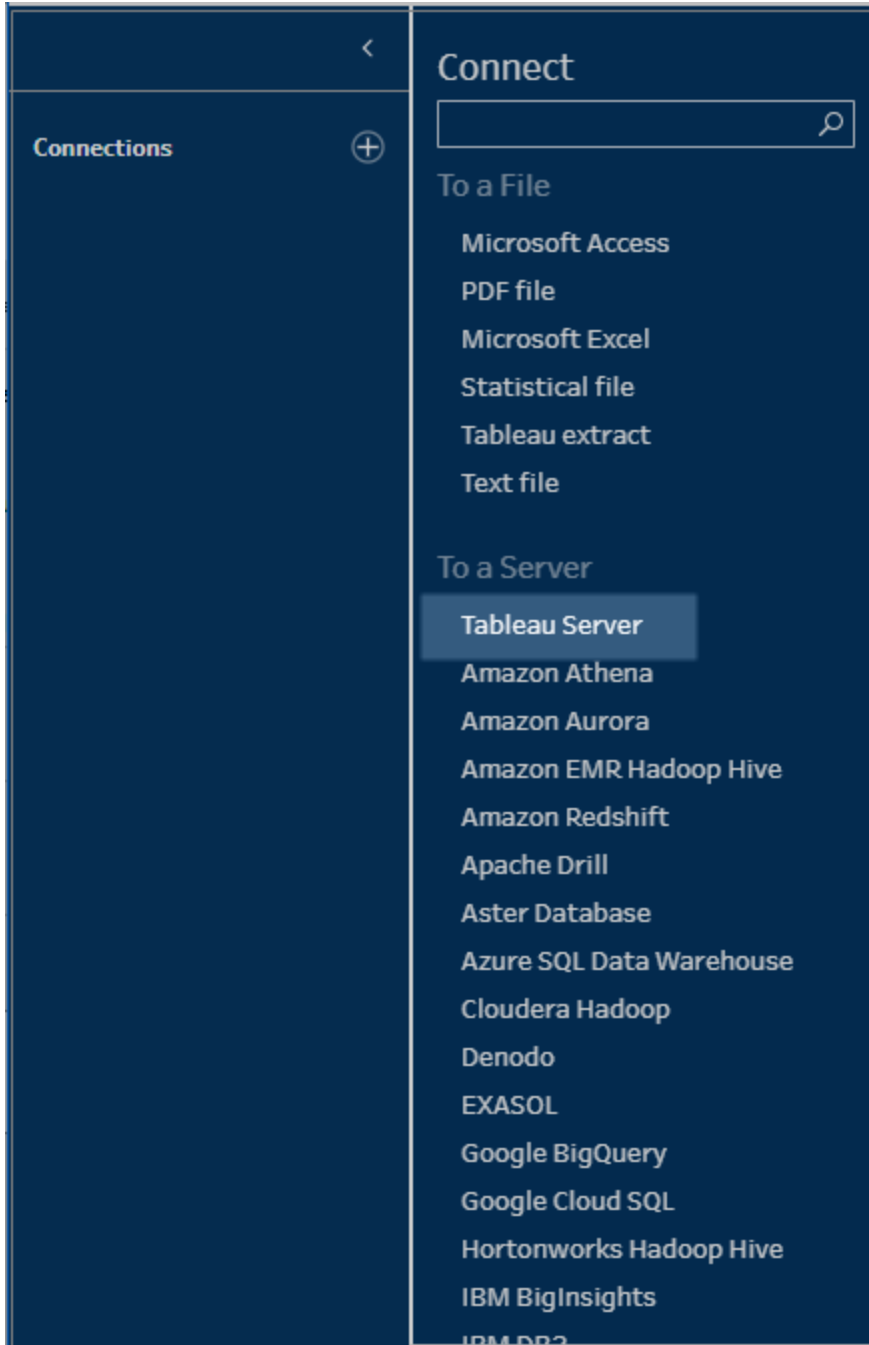 Connections
Connect
To a File
Microsoft Access
PDF file
Microsoft Excel
Statistical file
Tableau extract
Text file
To a Server
Tableau Server
Amazon Athena
Amazon Aurora
Amazon EMR Hadoop Hive
Amazon Redshift
Apache Drill
Aster Database
Azure SQL Data Warehouse
Cloudera Hadoop
Denodo
EXASOL
Google BigQuery
Google Cloud SQL
Hortonworks Hadoop Hive
IBM BigInsights
IBM DB2